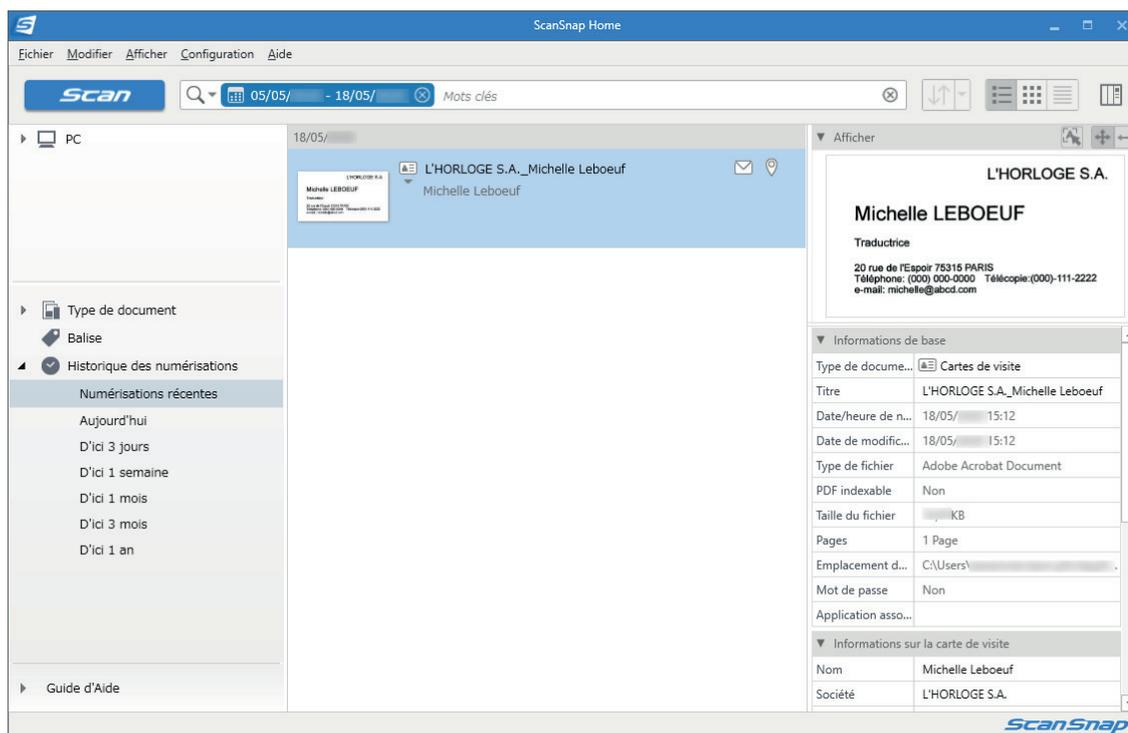 ScanSnap Home
Fichier Modifier Afficher Configuration Aide
Scan 05/05/ - 18/05/ Mots clés
PC
Type de document
Balise
Historique des numérisations
Numérisations récentes
Aujourd'hui
D'ici 3 jours
D'ici 1 semaine
D'ici 1 mois
D'ici 3 mois
D'ici 1 an
Guide d'Aide
18/05/
L'HORLOGE S.A.
Michelle LEBOEUF
L'HORLOGE S.A._Michelle Leboeuf
Michelle Leboeuf
Afficher
L'HORLOGE S.A.
Michelle LEBOEUF
Traductrice
20 rue de l'Espoir 75315 PARIS
Téléphone: (000) 000-0000 Télécopie:(000)-111-2222
e-mail: michelle@abcd.com
Informations de base
Type de docume... Cartes de visite
Titre L'HORLOGE S.A._Michelle Leboeuf
Date/heure de n... 18/05/ 15:12
Date de modific... 18/05/ 15:12
Type de fichier Adobe Acrobat Document
PDF indexable Non
Taille du fichier KB
Pages 1 Page
Emplacement d... C:\Users\ .
Mot de passe Non
Application asso...
Informations sur la carte de visite
Nom Michelle Leboeuf
Société L'HORLOGE S.A.
ScanSnap